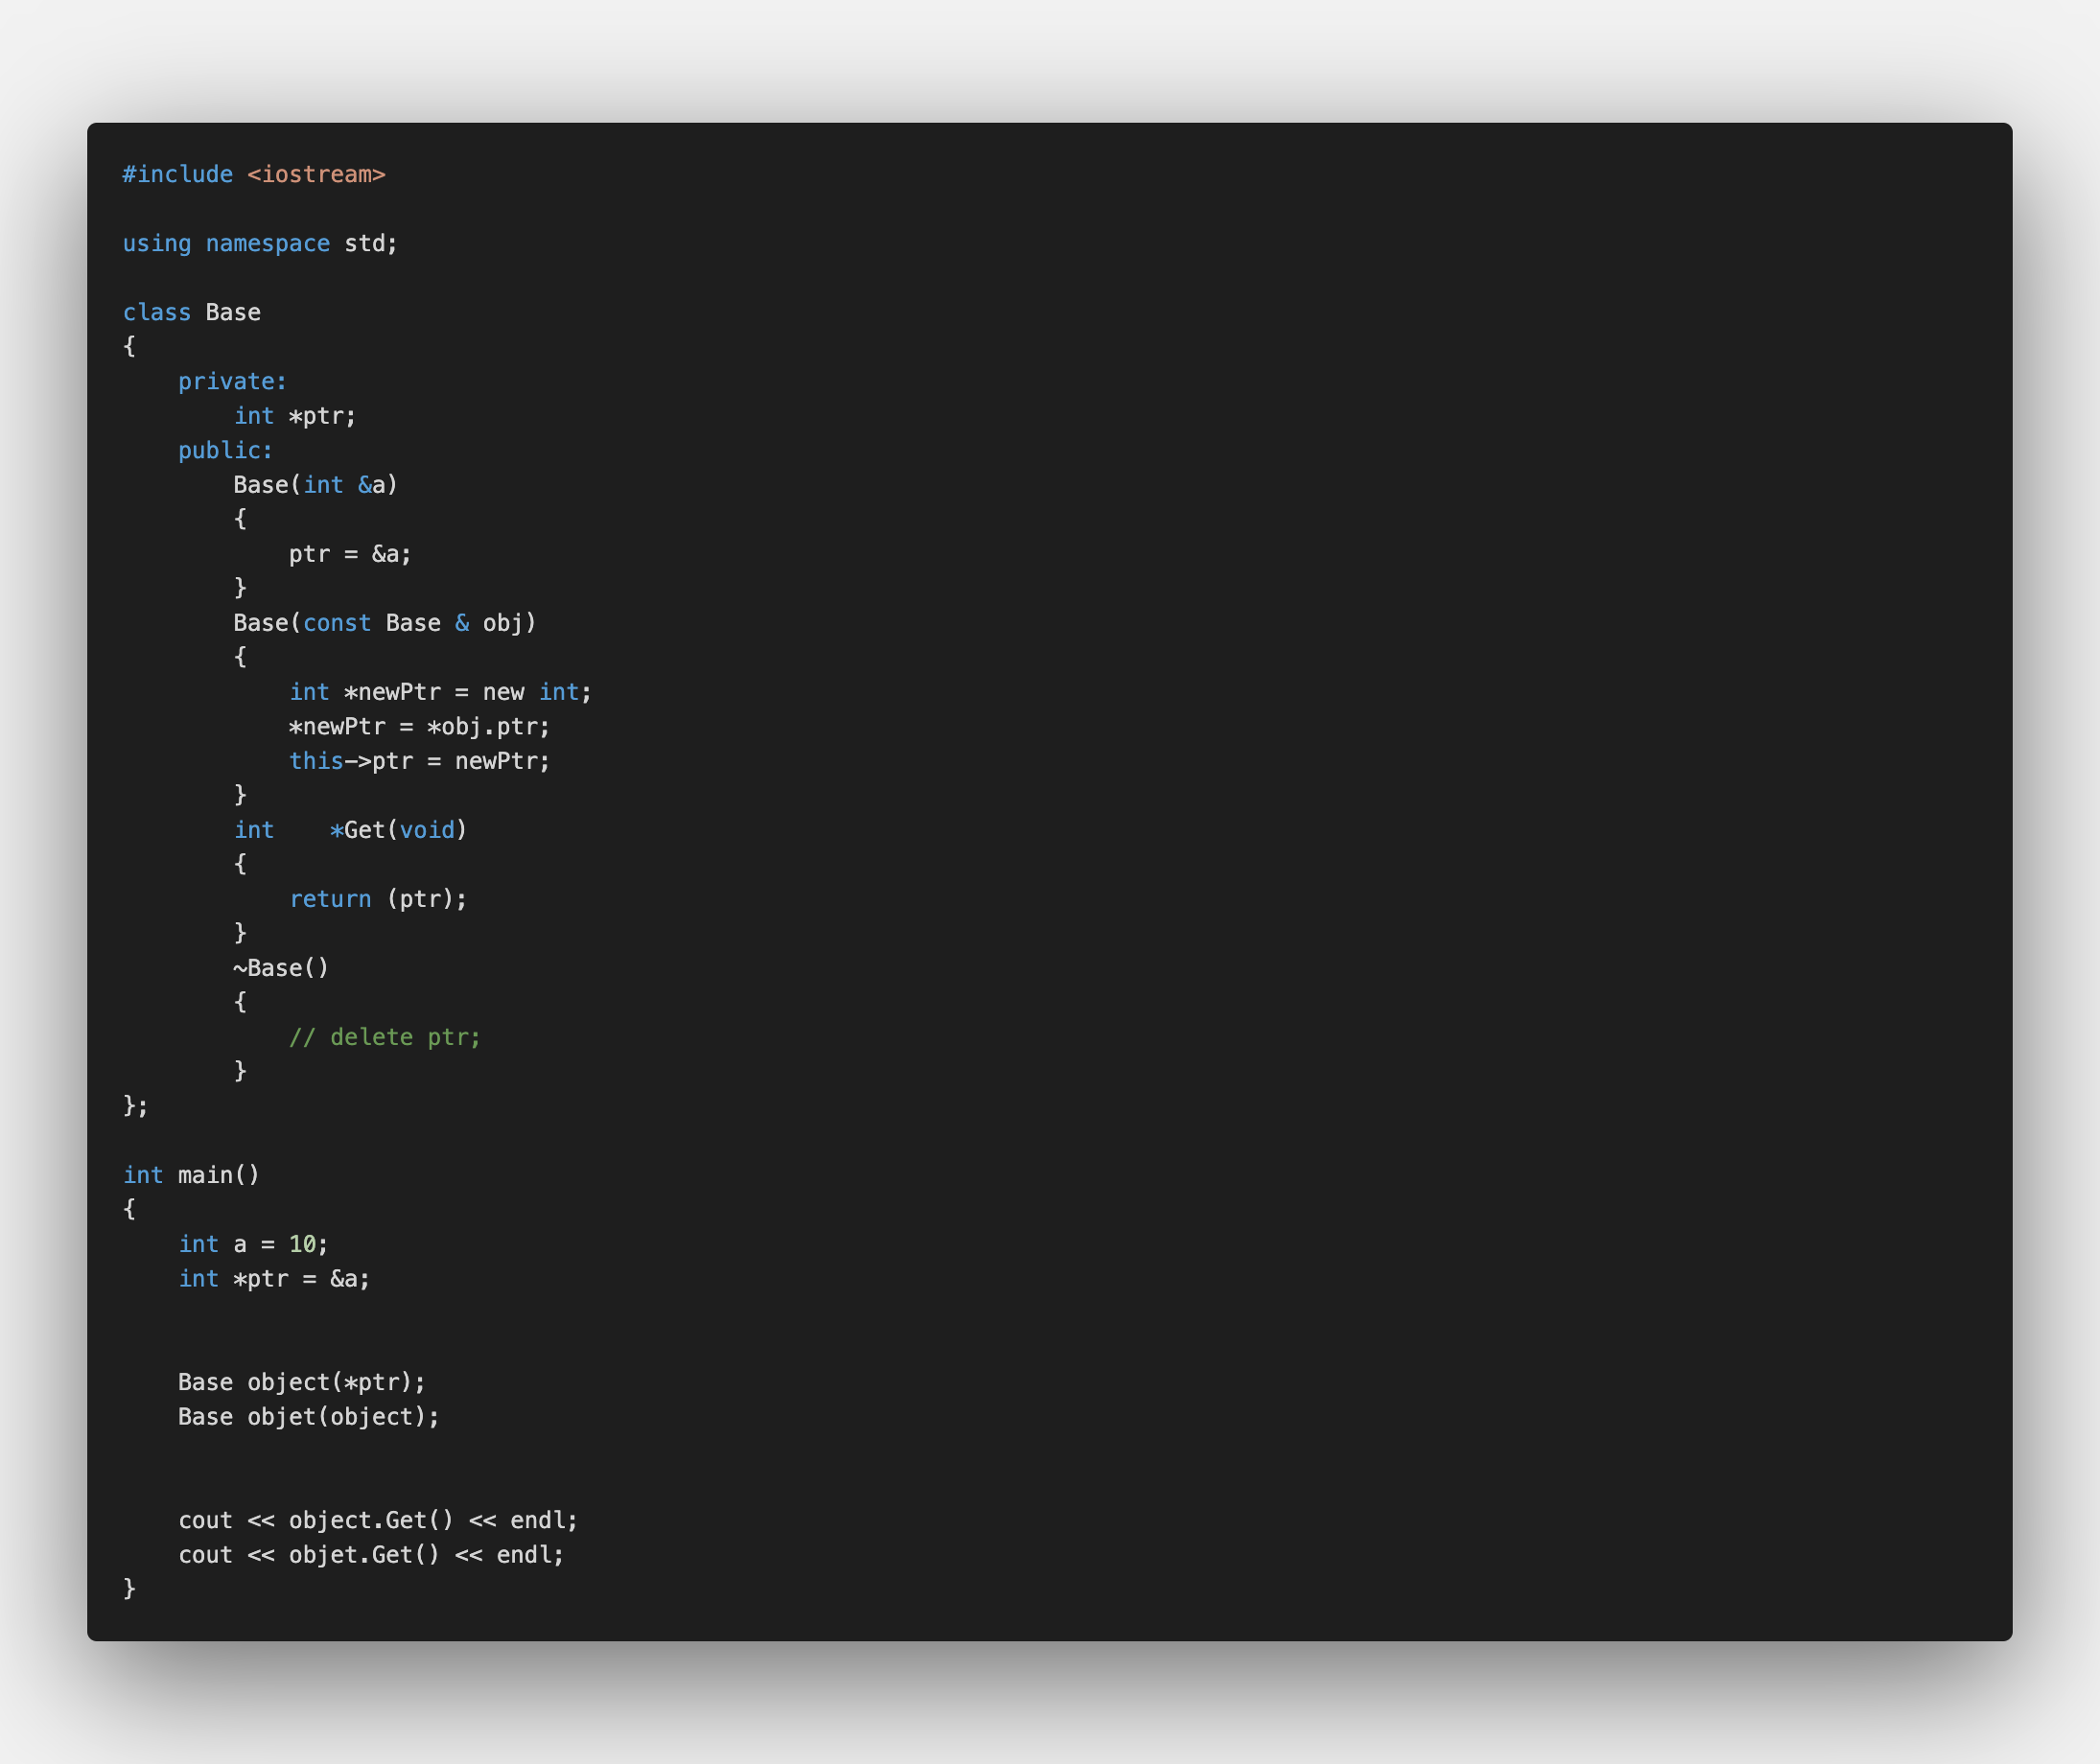 #include <iostream>

using namespace std;

class Base
{
    private:
        int *ptr;
    public:
        Base(int &a)
        {
            ptr = &a;
        }
        Base(const Base & obj)
        {
            int *newPtr = new int;
            *newPtr = *obj.ptr;
            this->ptr = newPtr;
        }
        int    *Get(void)
        {
            return (ptr);
        }
        ~Base()
        {
            // delete ptr;
        }
};

int main()
{
    int a = 10;
    int *ptr = &a;


    Base object(*ptr);
    Base objet(object);


    cout << object.Get() << endl;
    cout << objet.Get() << endl;
}